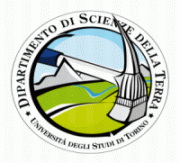 DIPARTIMENTO DI SCIENZE DELLA TERRA
UNIVERSITÀ DEGLI STUDI DI TORINO